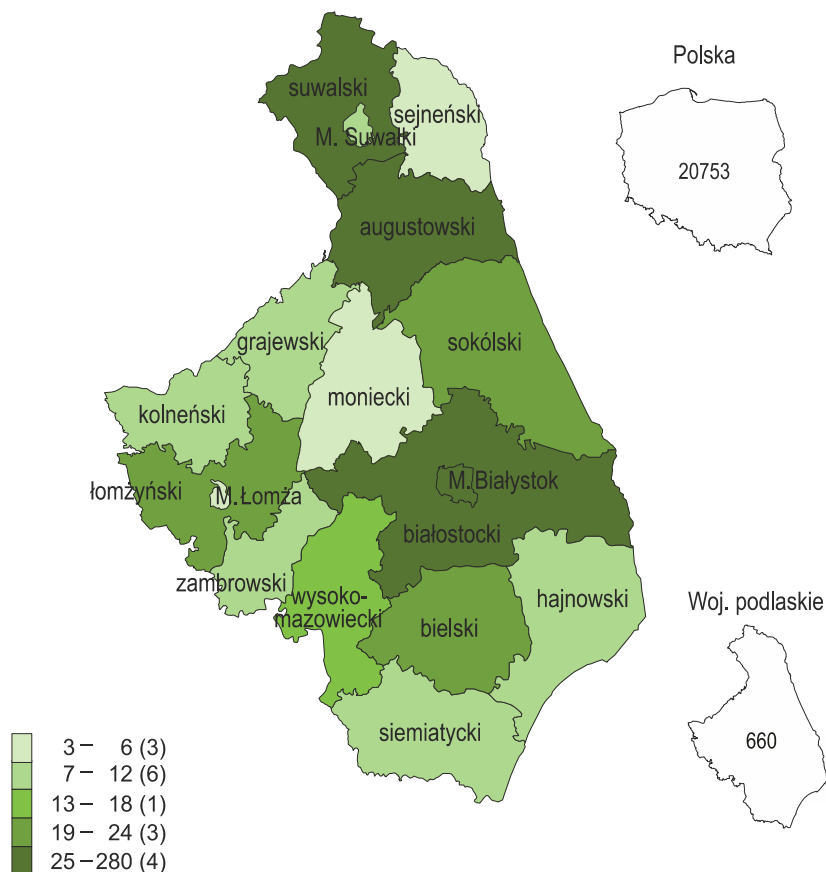 Polska
20753
suwalski
sejneński
M. Suwałki
augustowski
grajewski
sokólski
kolneński
moniecki
łomżyński
M. Łomża
M. Białystok
białostocki
zambrowski
wysoko-
mazowiecki
hajnowski
bielski
siemiatycki
Woj. podlaskie
660
3 – 6 (3)
7 – 12 (6)
13 – 18 (1)
19 – 24 (3)
25 – 280 (4)